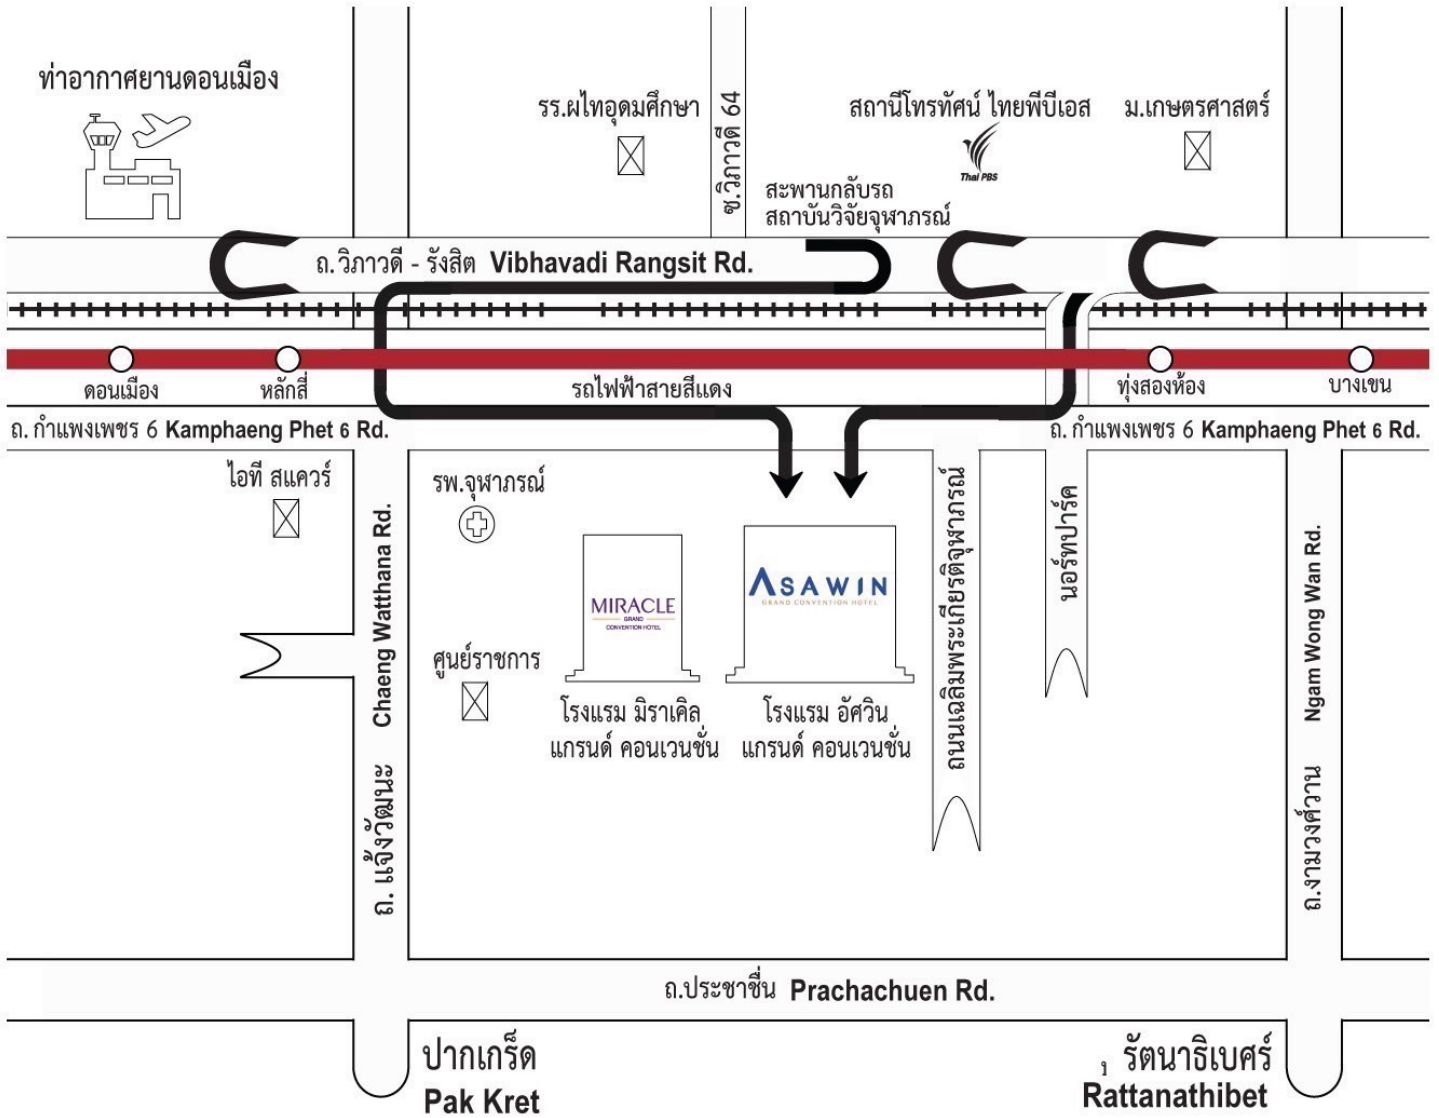 ท่าอากาศยานดอนเมือง
รร.ผไทอุดมศึกษา
ซ.วิภาวดี 64
สถานีโทรทัศน์ ไทยพีบีเอส
Thai PBS
ม.เกษตรศาสตร์
สะพานกลับรถ
สถาบันวิจัยจุฬาภรณ์
ถ.วิภาวดี - รังสิต Vibhavadi Rangsit Rd.
ดอนเมือง
หลักสี่
รถไฟฟ้าสายสีแดง
ทุ่งสองห้อง
บางเขน
ถ. กำแพงเพชร 6 Kamphaeng Phet 6 Rd.
ถ. กำแพงเพชร 6 Kamphaeng Phet 6 Rd.
ไอที สแควร์
รพ.จุฬาภรณ์
ถ. แจ้งวัฒนะ Chaeng Watthana Rd.
MIRACLE
GRAND
CONVENTION HOTEL
ASAWIN
GRAND CONVENTION HOTEL
ถนนเฉลิมพระเกียรติจุฬาภรณ์
นอร์ทปาร์ค
ถ.งามวงศ์วาน Ngam Wong Wan Rd.
ศูนย์ราชการ
โรงแรม มิราเคิล
แกรนด์ คอนเวนชั่น
โรงแรม อัศวิน
แกรนด์ คอนเวนชั่น
ถ.ประชาชื่น Prachachuen Rd.
ปากเกร็ด
Pak Kret
รัตนาธิเบศร์
Rattanathibet